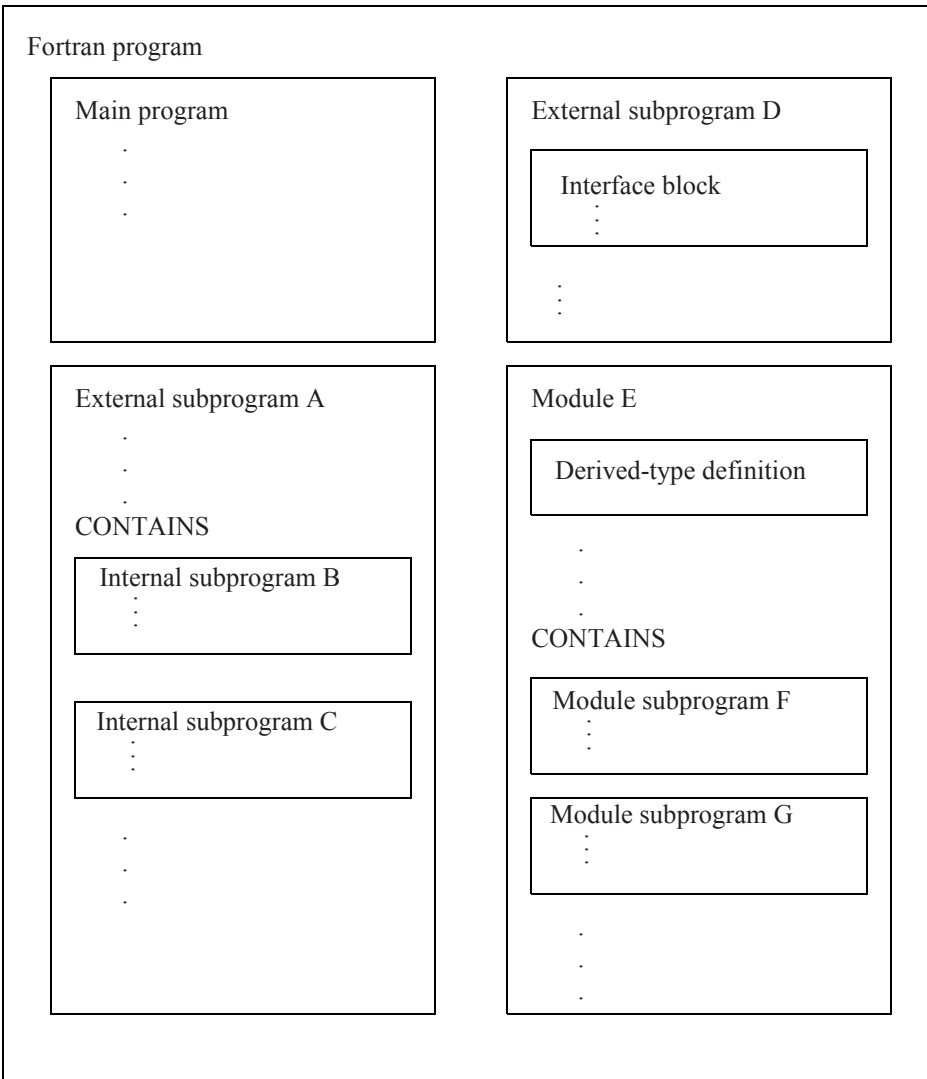 Fortran program
Main program
.
.
.
External subprogram D
Interface block
.
.
.
.
.
.
External subprogram A
.
.
.
CONTAINS
Internal subprogram B
.
.
.
Internal subprogram C
.
.
.
.
.
.
Module E
Derived-type definition
.
.
.
CONTAINS
Module subprogram F
.
.
.
Module subprogram G
.
.
.
.
.
.